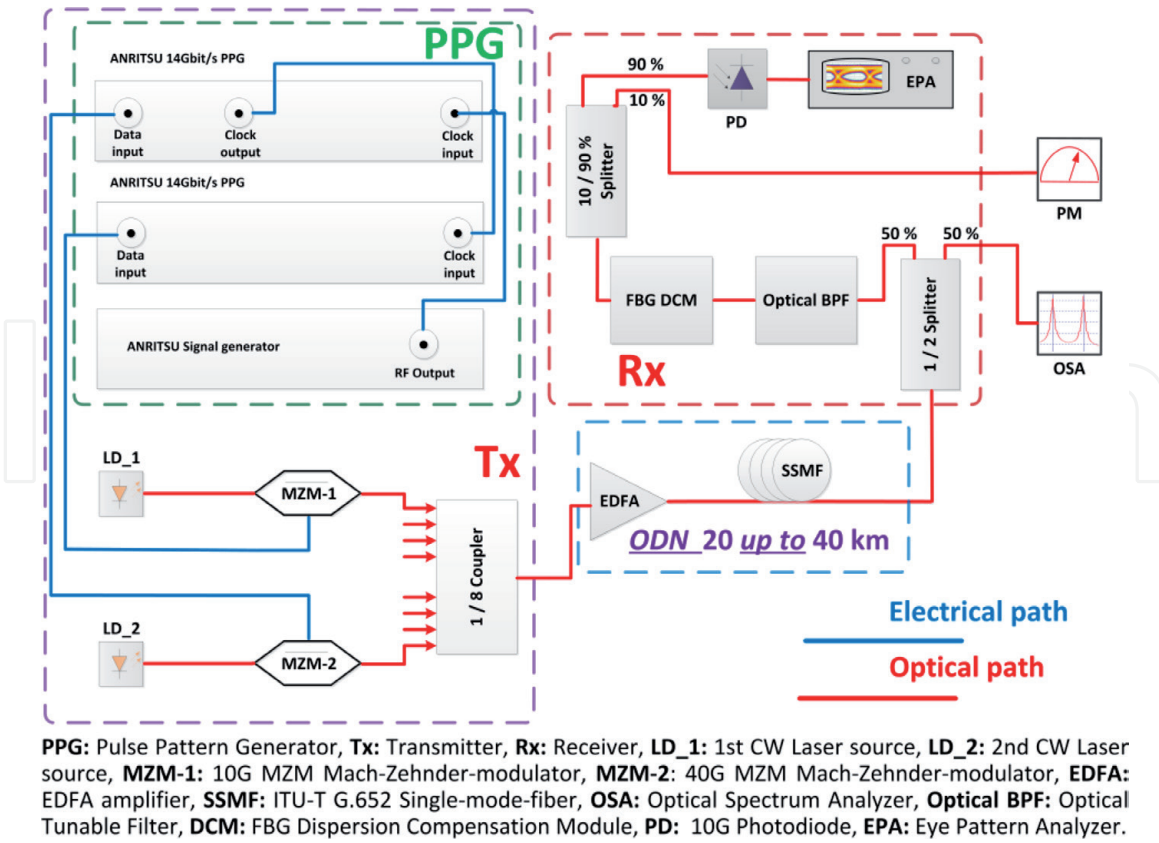 PPG
ANRITSU 14Gbit/s PPG
Data
input
Clock
output
Clock
input
ANRITSU 14Gbit/s PPG
Data
input
Clock
input
ANRITSU Signal generator
RF Output
Tx
LD_1
MZM-1
LD_2
MZM-2
1 / 8 Coupler
90 %
10 %
PD
EPA
10 / 90 %
Splitter
PM
50 %
50 %
FBG DCM
Optical BPF
1 / 2 Splitter
OSA
Rx
EDFA
SSMF
ODN 20 up to 40 km
Electrical path
Optical path
PPG: Pulse Pattern Generator, Tx: Transmitter, Rx: Receiver, LD_1: 1st CW Laser source, LD_2: 2nd CW Laser
source, MZM-1: 10G MZM Mach-Zehnder-modulator, MZM-2: 40G MZM Mach-Zehnder-modulator, EDFA:
EDFA amplifier, SSMF: ITU-T G.652 Single-mode-fiber, OSA: Optical Spectrum Analyzer, Optical BPF: Optical
Tunable Filter, DCM: FBG Dispersion Compensation Module, PD: 10G Photodiode, EPA: Eye Pattern Analyzer.